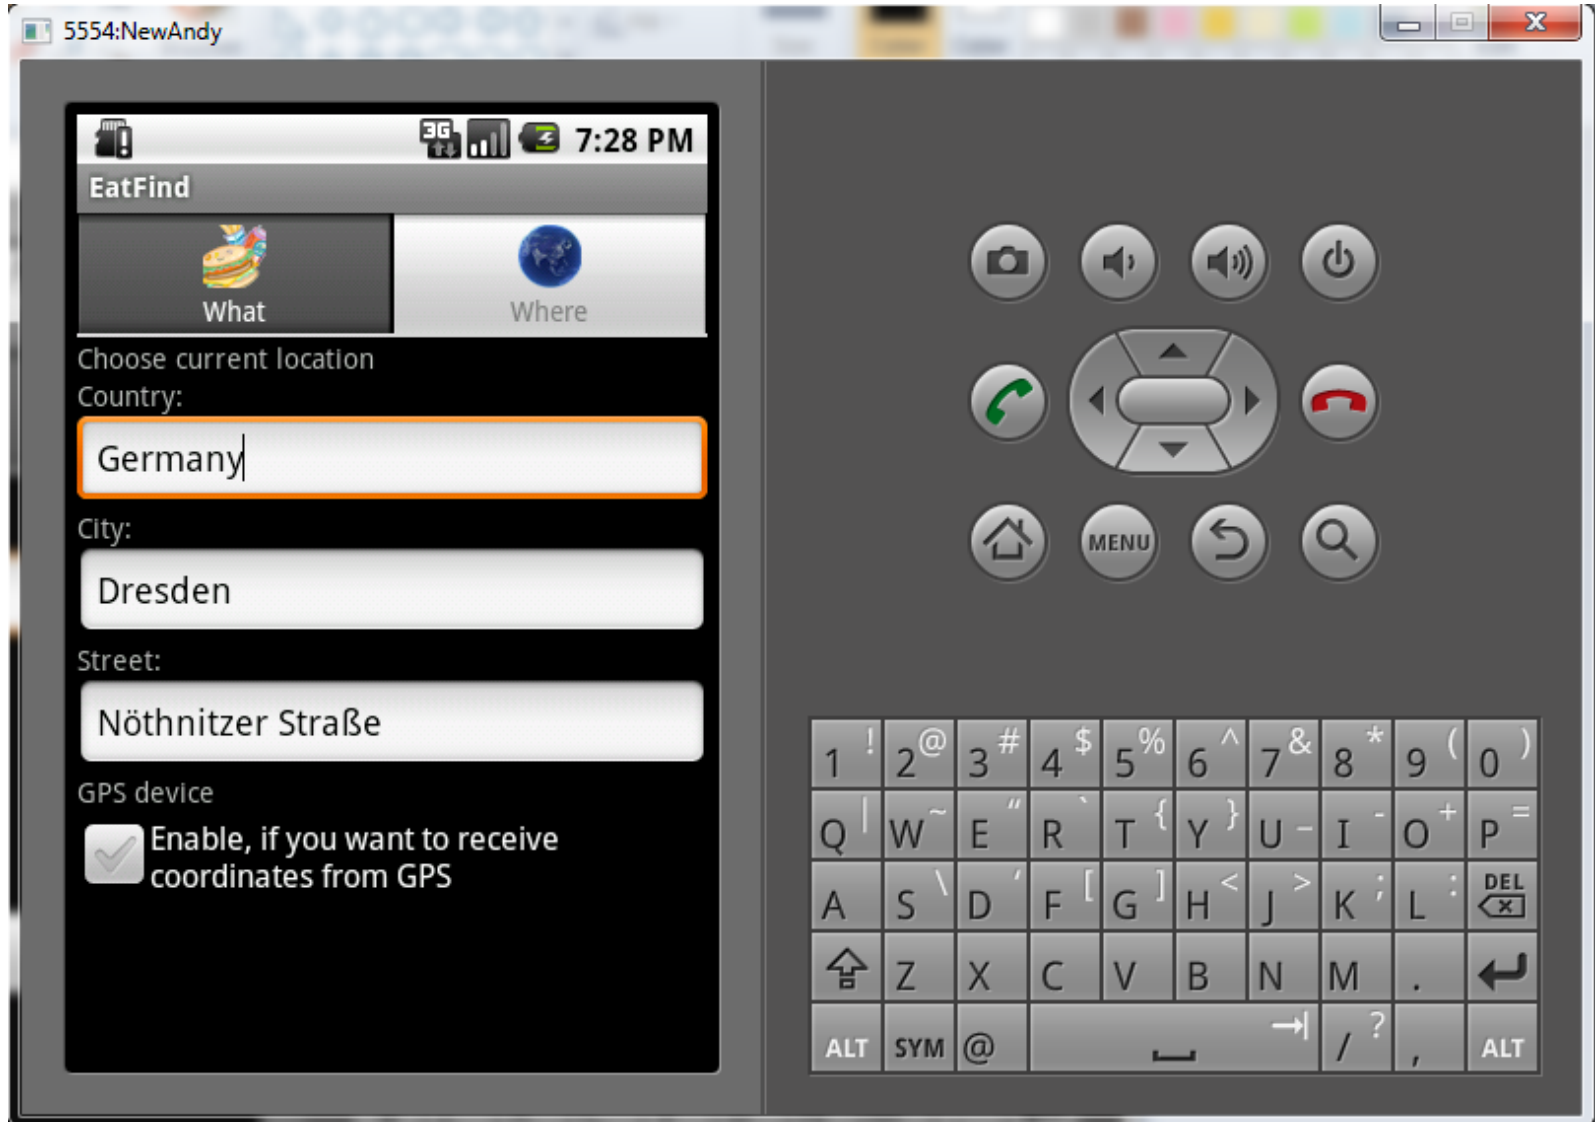 5554:NewAndy
3G 7:28 PM
EatFind
What Where
Choose current location
Country:
Germany
City:
Dresden
Street:
Nöthnitzer Straße
GPS device
Enable, if you want to receive
coordinates from GPS
MENU
1 ! 2 @ 3 # 4 $ 5 % 6 ^ 7 & 8 * 9 ( 0 )
Q | W ~ E " R ` T { Y } U _ I - O + P =
A S \ D ' F [ G ] H < J > K ; L : DEL
Z X C V B N M .
ALT SYM @ / ? , ALT